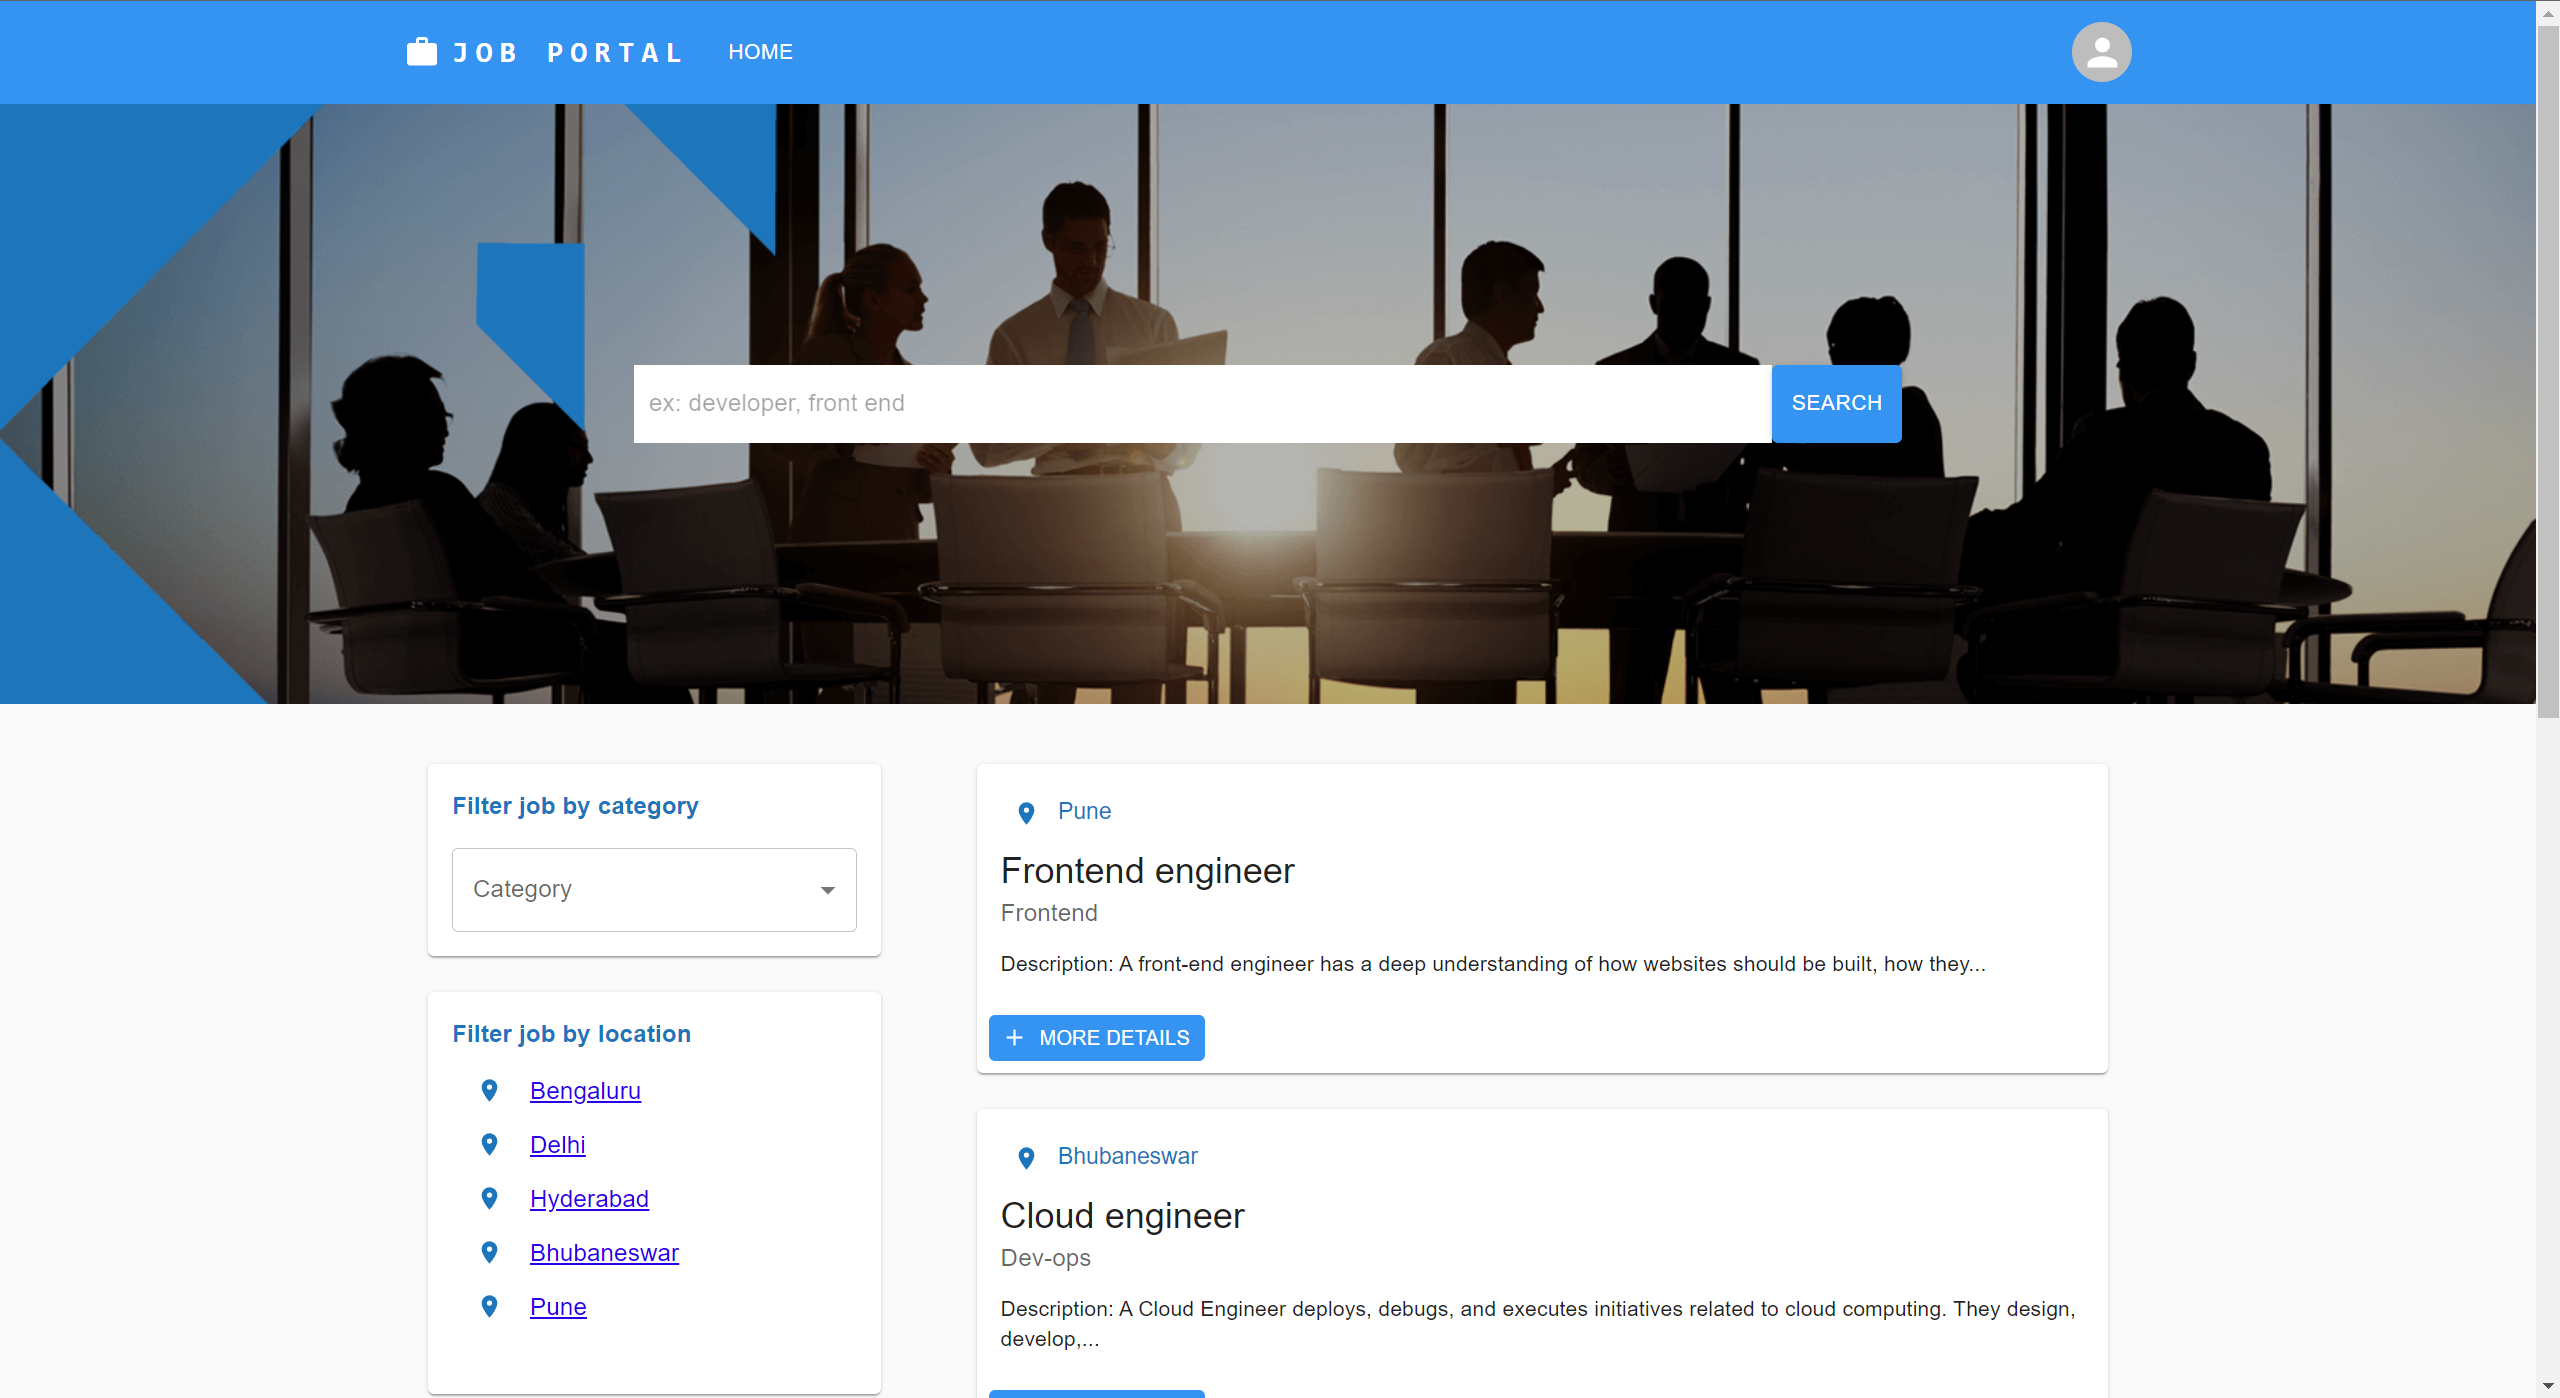 JOB PORTAL
HOME
ex: developer, front end
SEARCH
Filter job by category
Category
Filter job by location
Bengaluru
Delhi
Hyderabad
Bhubaneswar
Pune
Pune
Frontend engineer
Frontend
Description: A front-end engineer has a deep understanding of how websites should be built, how they...
MORE DETAILS
Bhubaneswar
Cloud engineer
Dev-ops
Description: A Cloud Engineer deploys, debugs, and executes initiatives related to cloud computing. They design,
develop,...